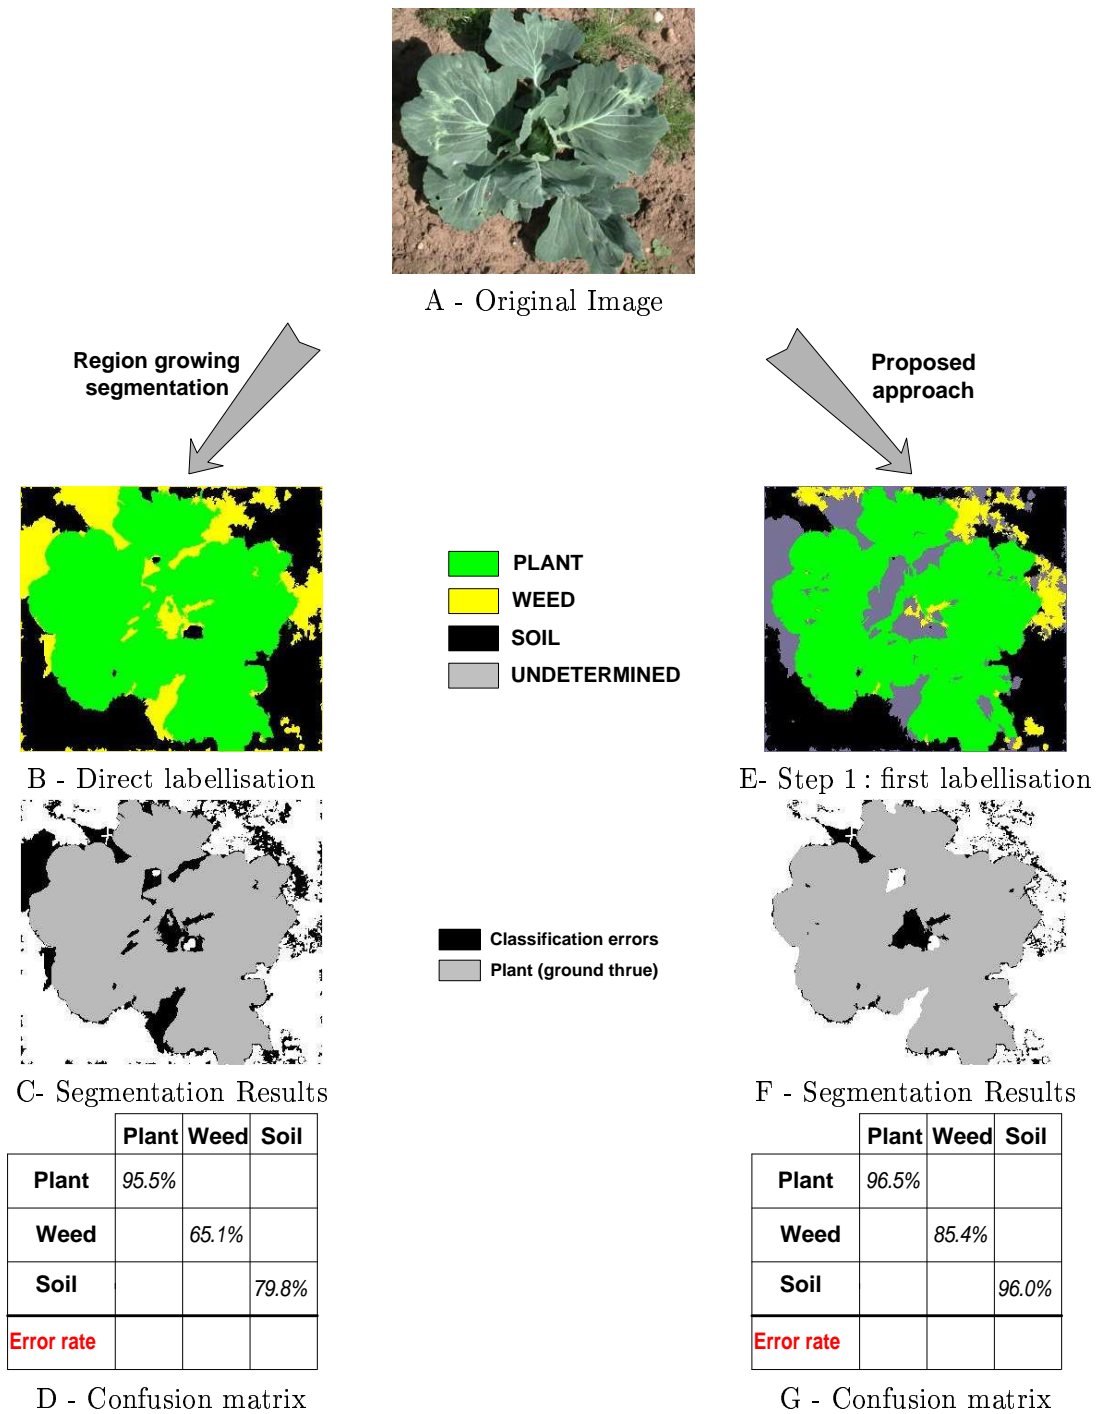 A - Original Image
Region growing
segmentation
Proposed
approach
PLANT
WEED
SOIL
UNDETERMINED
B - Direct labellisation
E- Step 1 : first labellisation
Classification errors
Plant (ground thrue)
C- Segmentation Results
F - Segmentation Results
Plant Weed Soil
Plant 95.5%
Weed 65.1%
Soil 79.8%
Error rate
D - Confusion matrix
Plant Weed Soil
Plant 96.5%
Weed 85.4%
Soil 96.0%
Error rate
G - Confusion matrix